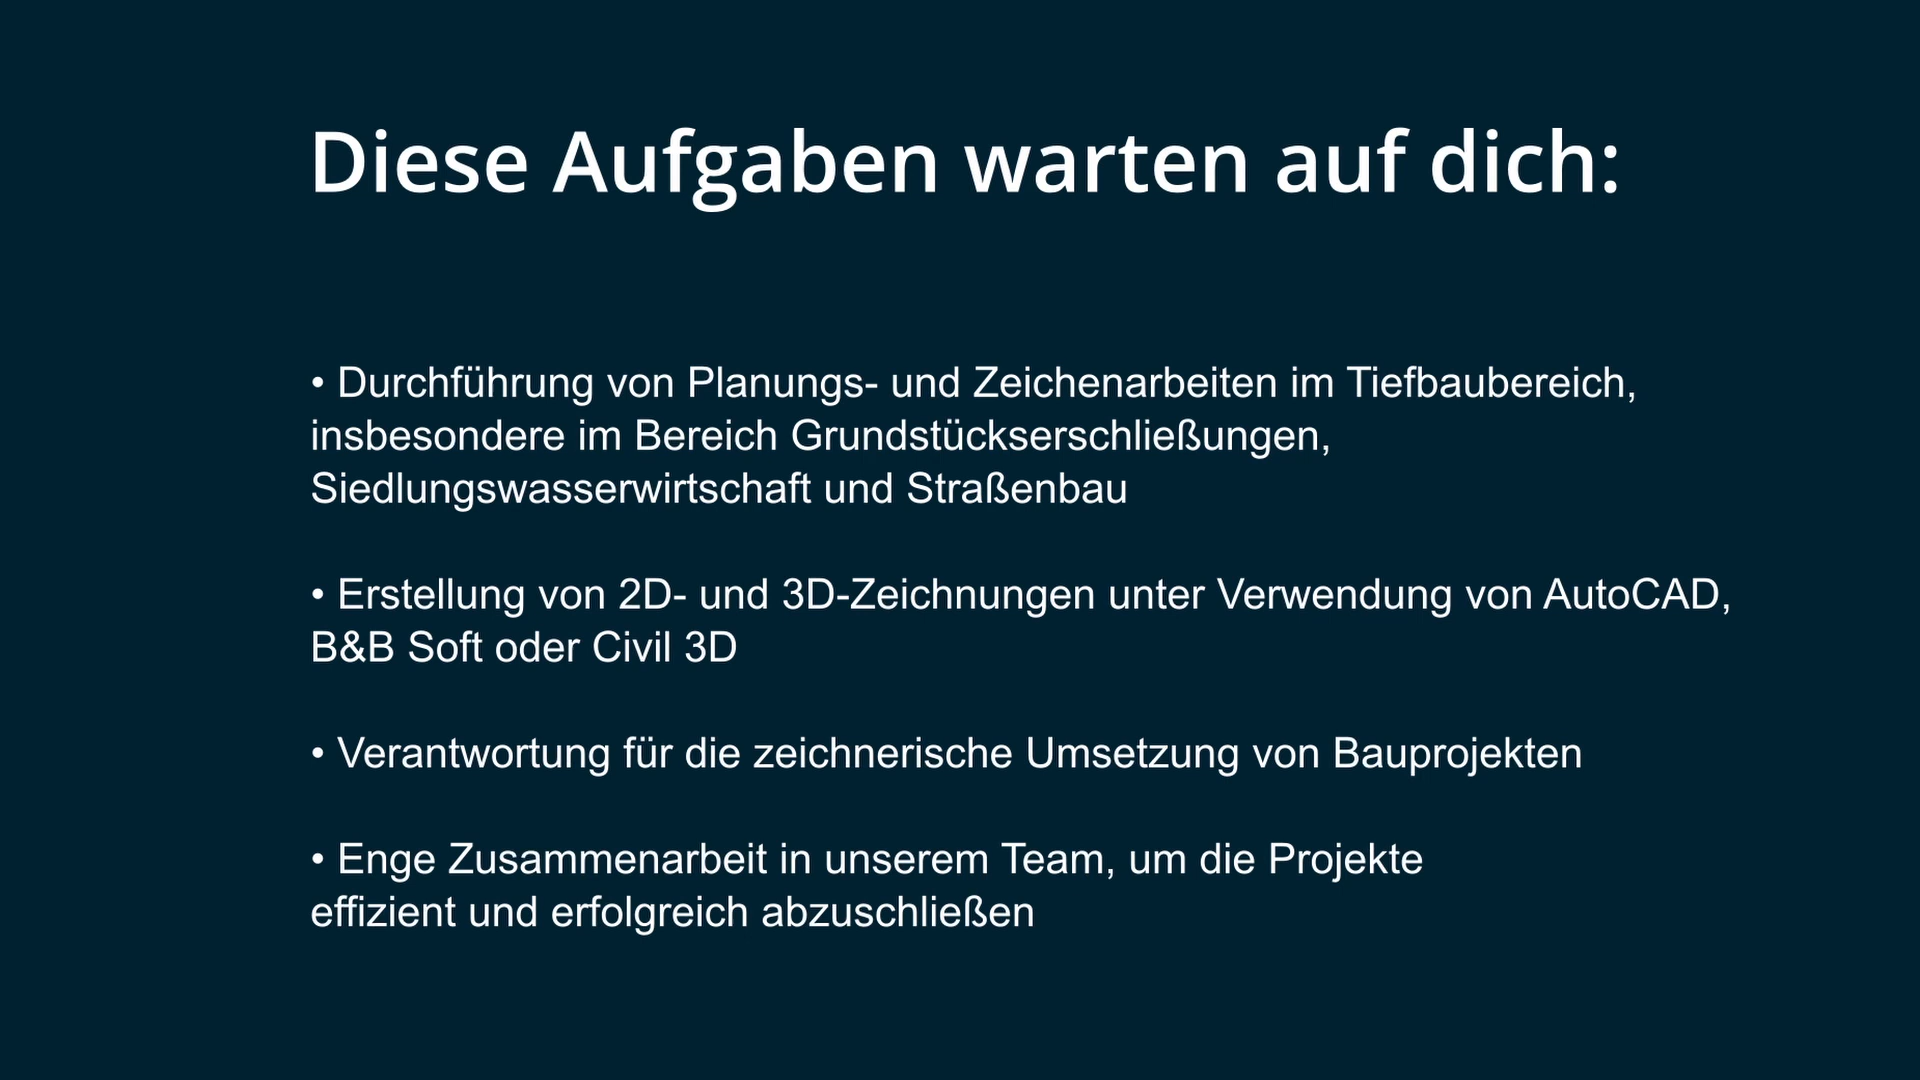 Diese Aufgaben warten auf dich:
• Durchführung von Planungs- und Zeichenarbeiten im Tiefbaubereich,
insbesondere im Bereich Grundstückserschließungen,
Siedlungswasserwirtschaft und Straßenbau
• Erstellung von 2D- und 3D-Zeichnungen unter Verwendung von AutoCAD,
B&B Soft oder Civil 3D
• Verantwortung für die zeichnerische Umsetzung von Bauprojekten
• Enge Zusammenarbeit in unserem Team, um die Projekte
effizient und erfolgreich abzuschließen